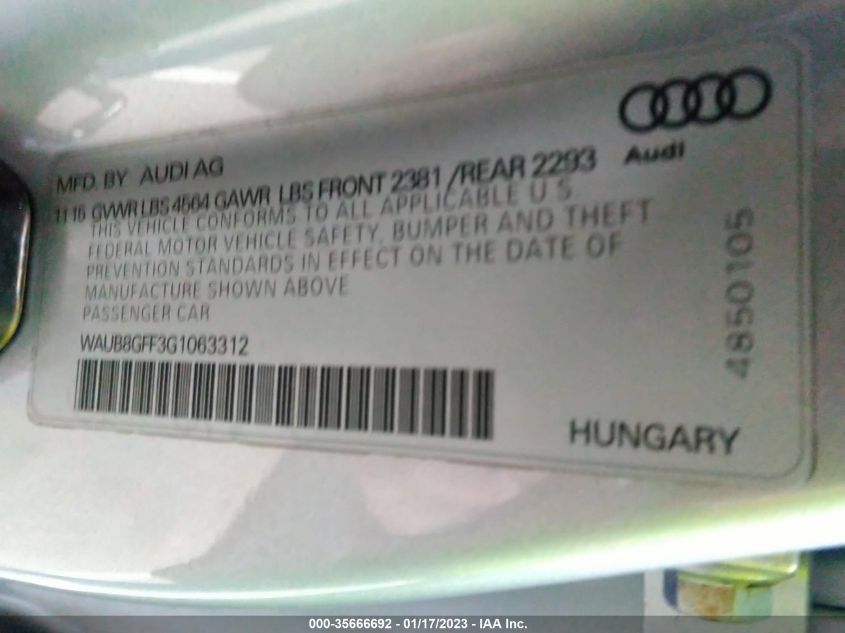 MFD. BY AUDI AG
11 15 GVWR LBS 4564 GAWR LBS FRONT 2381 /REAR 2293
THIS VEHICLE CONFORMS TO ALL APPLICABLE U S
FEDERAL MOTOR VEHICLE SAFETY, BUMPER AND THEFT
PREVENTION STANDARDS IN EFFECT ON THE DATE OF
MANUFACTURE SHOWN ABOVE
PASSENGER CAR
WAUB8GFF3G1063312
Audi
4850105
HUNGARY
000-35666692 - 01/17/2023 - IAA Inc.